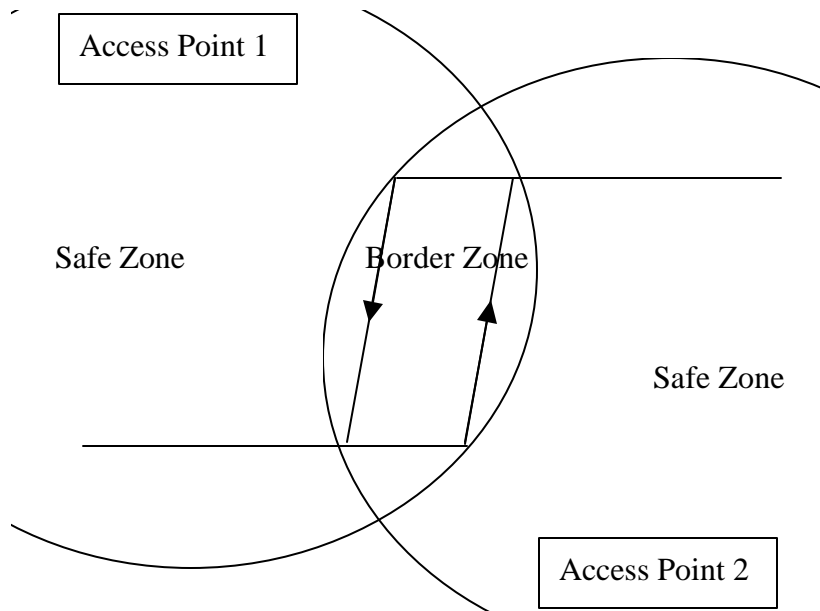 Access Point 1
Safe Zone
Border Zone
Safe Zone
Access Point 2